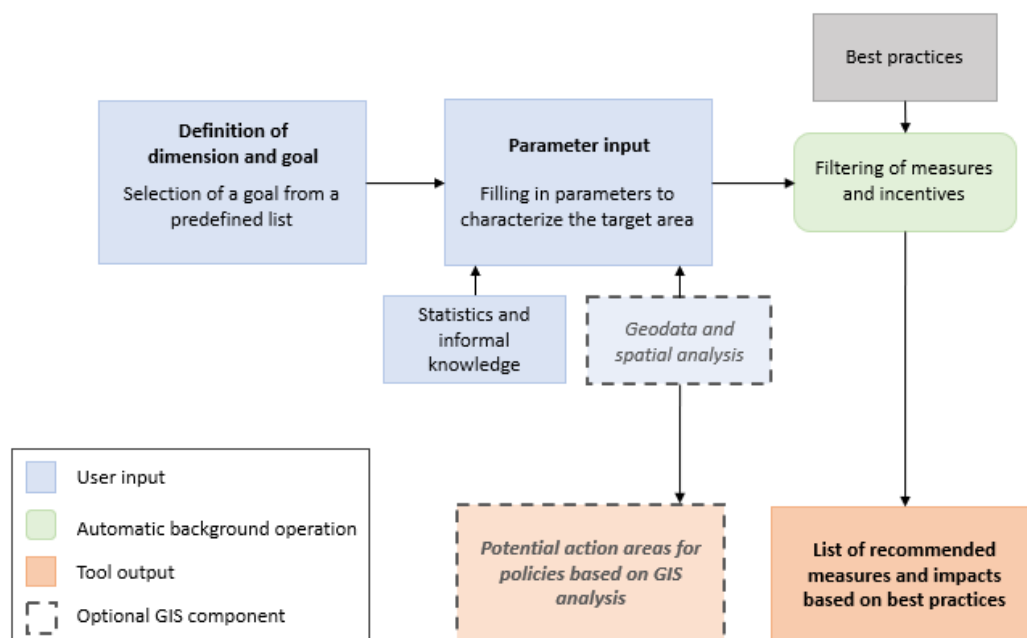 Best practices
Definition of
dimension and goal
Selection of a goal from a
predefined list
Parameter input
Filling in parameters to
characterize the target area
Filtering of measures
and incentives
Statistics and
informal
knowledge
Geodata and
spatial analysis
User input
Automatic background operation
Tool output
Optional GIS component
Potential action areas for
policies based on GIS
analysis
List of recommended
measures and impacts
based on best practices